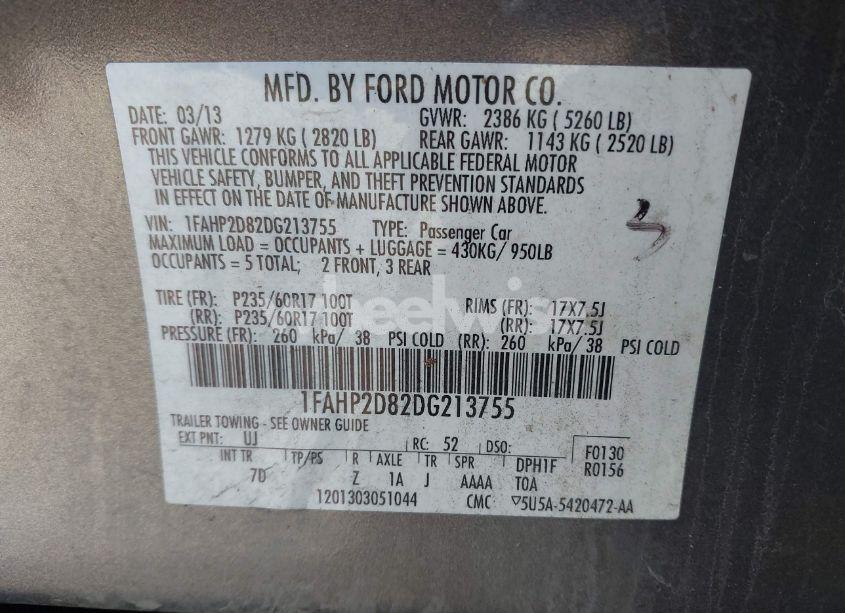 MFD. BY FORD MOTOR CO.
DATE: 03/13 GVWR: 2386 KG ( 5260 LB)
FRONT GAWR: 1279 KG ( 2820 LB) REAR GAWR: 1143 KG ( 2520 LB)
THIS VEHICLE CONFORMS TO ALL APPLICABLE FEDERAL MOTOR
VEHICLE SAFETY, BUMPER, AND THEFT PREVENTION STANDARDS
IN EFFECT ON THE DATE OF MANUFACTURE SHOWN ABOVE.
VIN: 1FAHP2D82DG213755 TYPE: Passenger Car
MAXIMUM LOAD = OCCUPANTS + LUGGAGE = 430KG/ 950LB
OCCUPANTS = 5 TOTAL; 2 FRONT, 3 REAR
TIRE (FR): P235/60R17 100T RIMS (FR): 17X7.5J
(RR): P235/60R17 100T (RR): 17X7.5J
PRESSURE (FR): 260 kPa/ 38 PSI COLD (RR): 260 kPa/ 38 PSI COLD
1FAHP2D82DG213755
TRAILER TOWING - SEE OWNER GUIDE
EXT PNT: UJ RC: 52 DSO: F0130
INT TR TP/PS R AXLE TR SPR DPH1F R0156
7D Z 1A J AAAA T0A
1201303051044 CMC ▽5U5A-5420472-AA